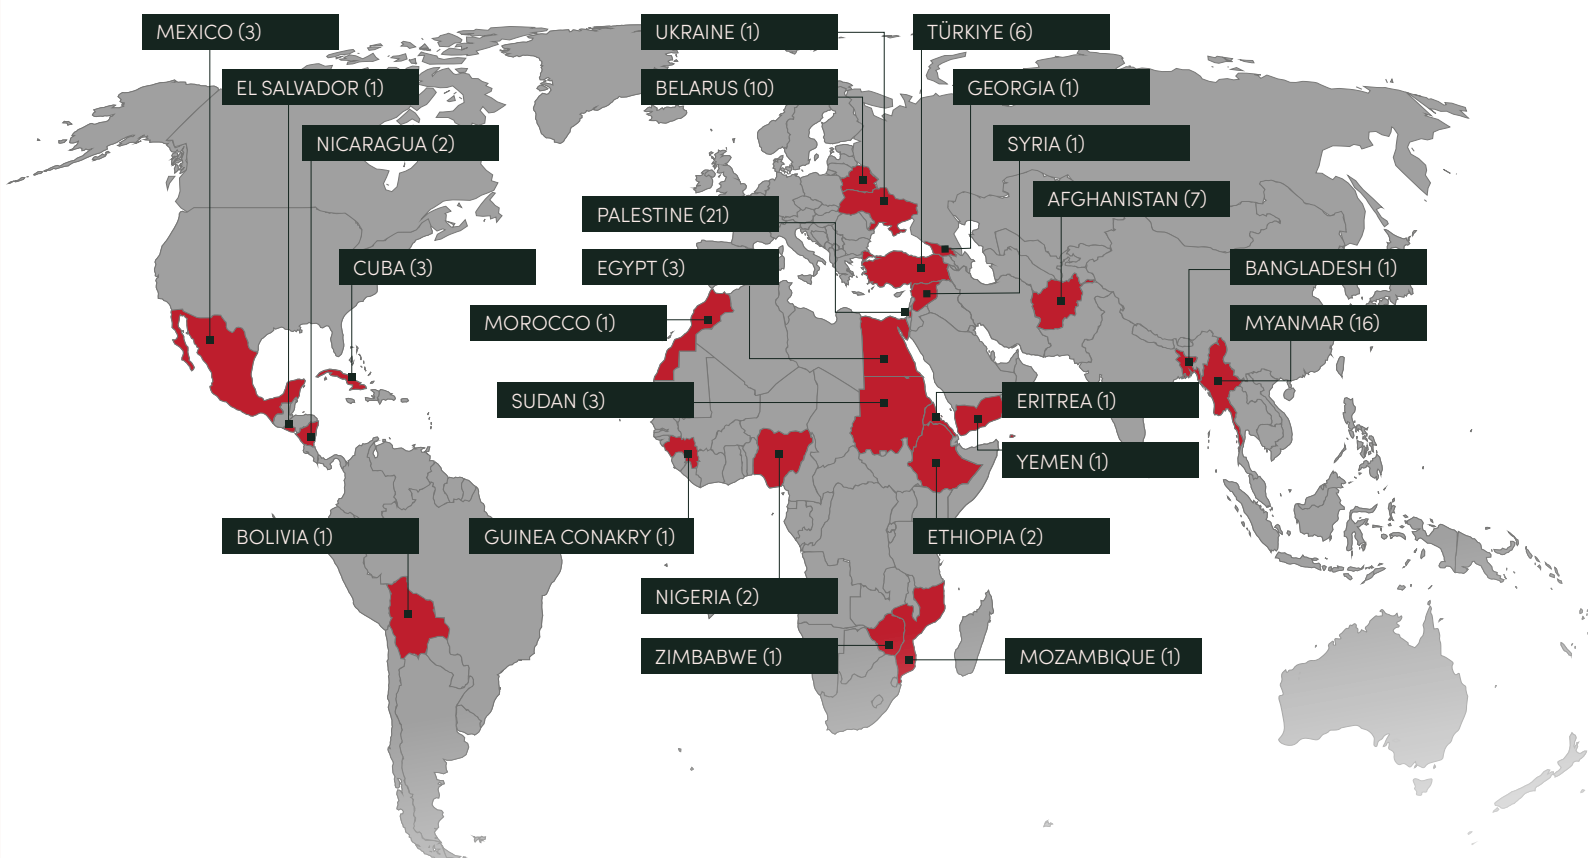 MEXICO (3)
UKRAINE (1)
TÜRKIYE (6)
EL SALVADOR (1)
BELARUS (10)
GEORGIA (1)
NICARAGUA (2)
SYRIA (1)
AFGHANISTAN (7)
PALESTINE (21)
CUBA (3)
EGYPT (3)
BANGLADESH (1)
MOROCCO (1)
MYANMAR (16)
SUDAN (3)
ERITREA (1)
YEMEN (1)
BOLIVIA (1)
GUINEA CONAKRY (1)
ETHIOPIA (2)
NIGERIA (2)
ZIMBABWE (1)
MOZAMBIQUE (1)